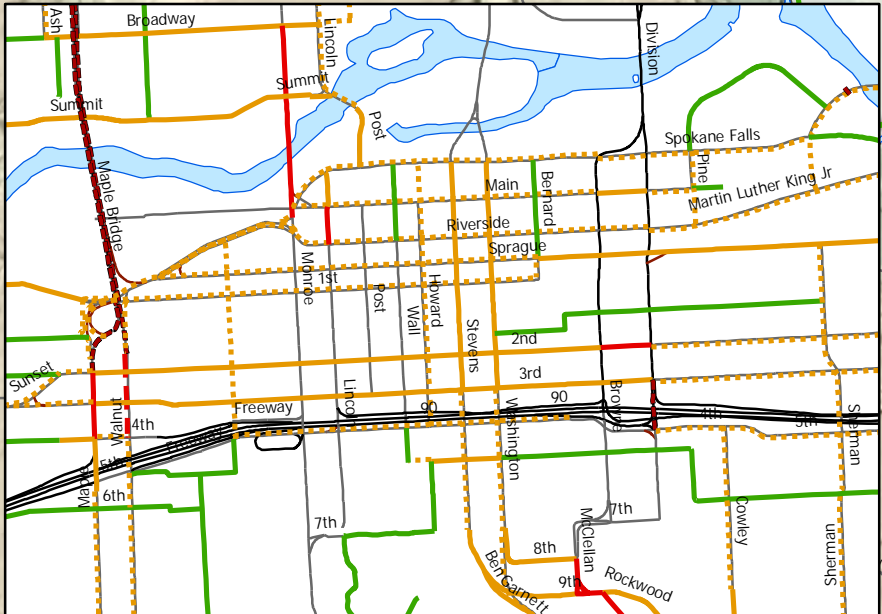 Ash
Broadway
Lincoln
Division
Summit
Summit
Post
Spokane Falls
Pine
Maple Bridge
Main
Bernard
Martin Luther King Jr
Riverside
Sprague
Monroe
1st
Post
Howard
Wall
Stevens
2nd
Sunset
3rd
Lincol
Freeway
90
90
Browne
4th
5th
Walnut
4th
Washington
Sherman
5th
Maple
6th
Cowley
7th
7th
McClellan
8th
Sherman
Ben Garnett
9th
Rockwood